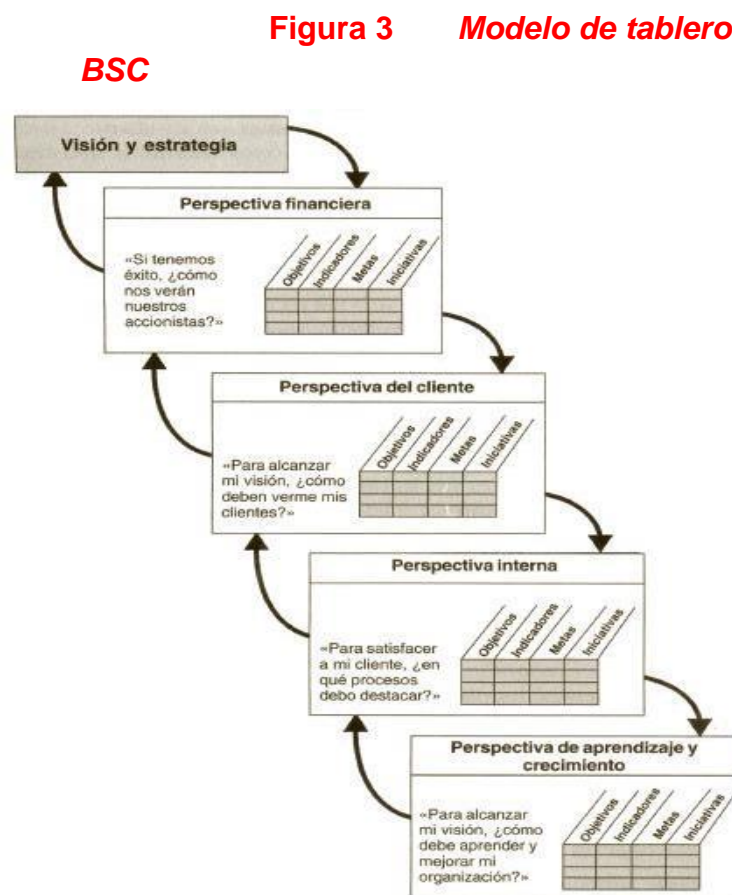 Figura 3 Modelo de tablero
BSC
Visión y estrategia
Perspectiva financiera
«Si tenemos
éxito, ¿cómo
nos verán
nuestros
accionistas?»
Objetivos
Indicadores
Metas
Iniciativas
Perspectiva del cliente
«Para alcanzar
mi visión, ¿cómo
deben verme mis
clientes?»
Objetivos
Indicadores
Metas
Iniciativas
Perspectiva interna
«Para satisfacer
a mi cliente, ¿en
qué procesos
debo destacar?»
Objetivos
Indicadores
Metas
Iniciativas
Perspectiva de aprendizaje y
crecimiento
«Para alcanzar
mi visión, ¿cómo
debe aprender y
mejorar mi
organización?»
Objetivos
Indicadores
Metas
Iniciativas